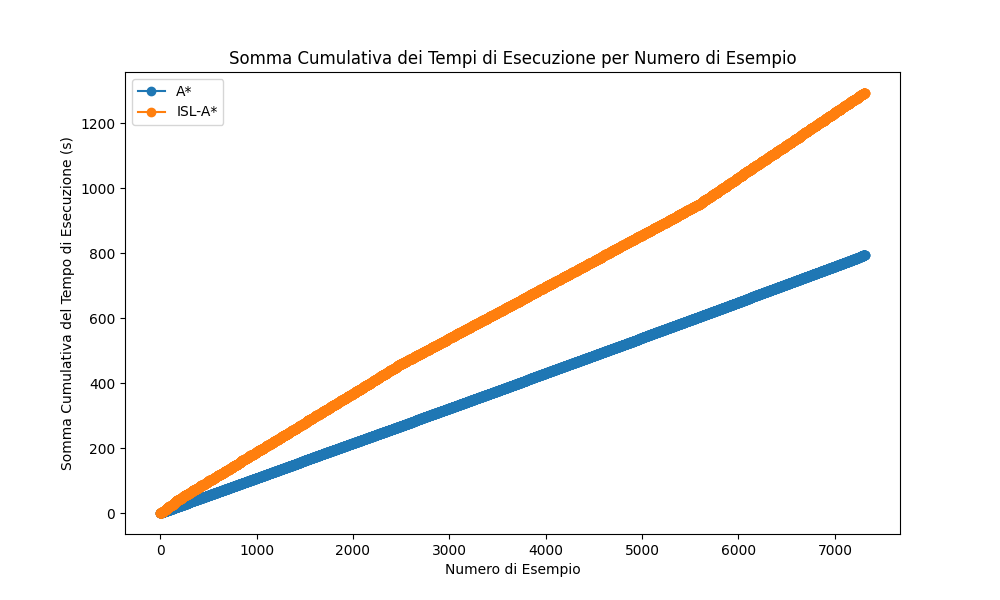 Somma Cumulativa dei Tempi di Esecuzione per Numero di Esempio
A*
ISL-A*
Somma Cumulativa del Tempo di Esecuzione (s)
1200
1000
800
600
400
200
0
0 1000 2000 3000 4000 5000 6000 7000
Numero di Esempio